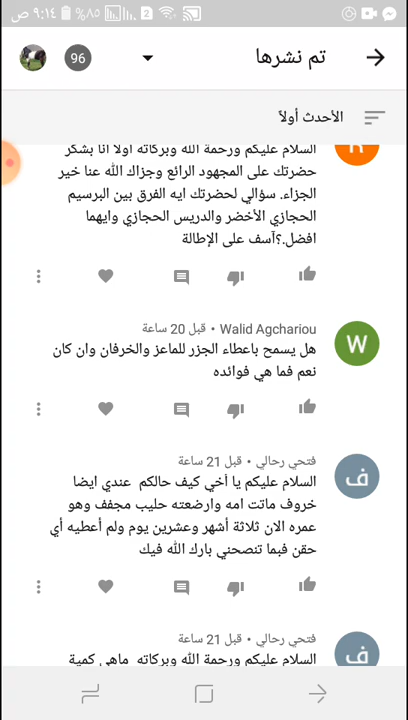 ٩:١٤ ص
٨٥%
2
تم نشرها
96
الأحدث أولاً
السلام عليكم ورحمة الله وبركاته اولا انا بشكر
حضرتك على المجهود الرائع وجزاك الله عنا خير
الجزاء. سؤالي لحضرتك ايه الفرق بين البرسيم
الحجازي الأخضر والدريس الحجازي وايهما
افضل.؟آسف على الإطالة
Walid Agchariou • قبل 20 ساعة
W
هل يسمح باعطاء الجزر للماعز والخرفان وان كان
نعم فما هي فوائده
فتحي رحالي • قبل 21 ساعة
ف
السلام عليكم يا أخي كيف حالكم عندي ايضا
خروف ماتت امه وارضعته حليب مجفف وهو
عمره الان ثلاثة أشهر وعشرين يوم ولم أعطيه أي
حقن فبما تنصحني بارك الله فيك
فتحي رحالي • قبل 21 ساعة
ف
السلام عليكم ورحمة الله وبركاته ماهي كمية